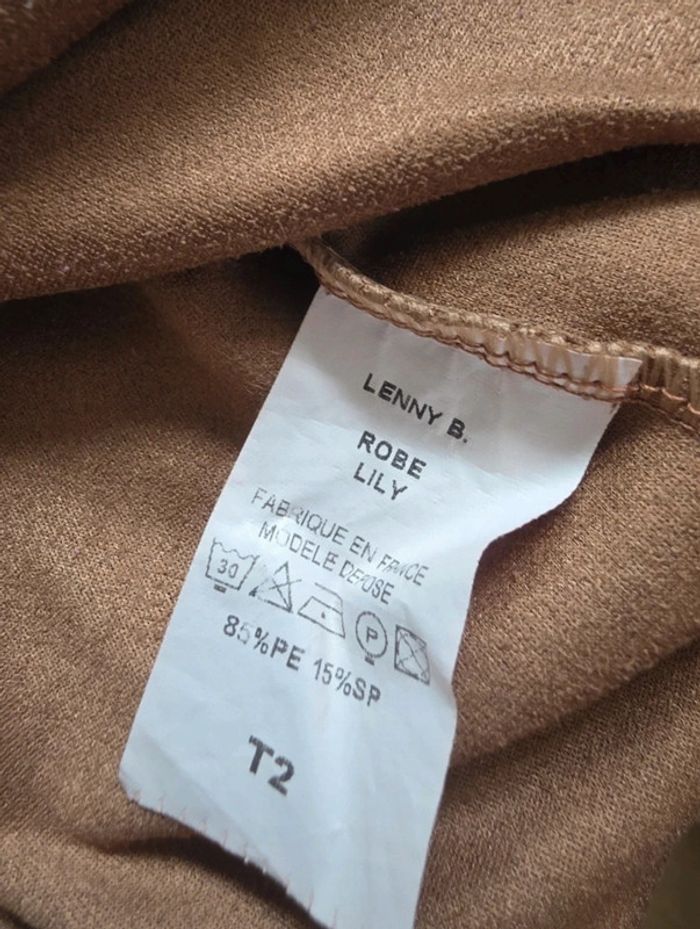 LENNY B.
ROBE
LILY
FABRIQUE EN FRANCE
MODELE DEPOSE
30 P
85%PE 15%SP
T2